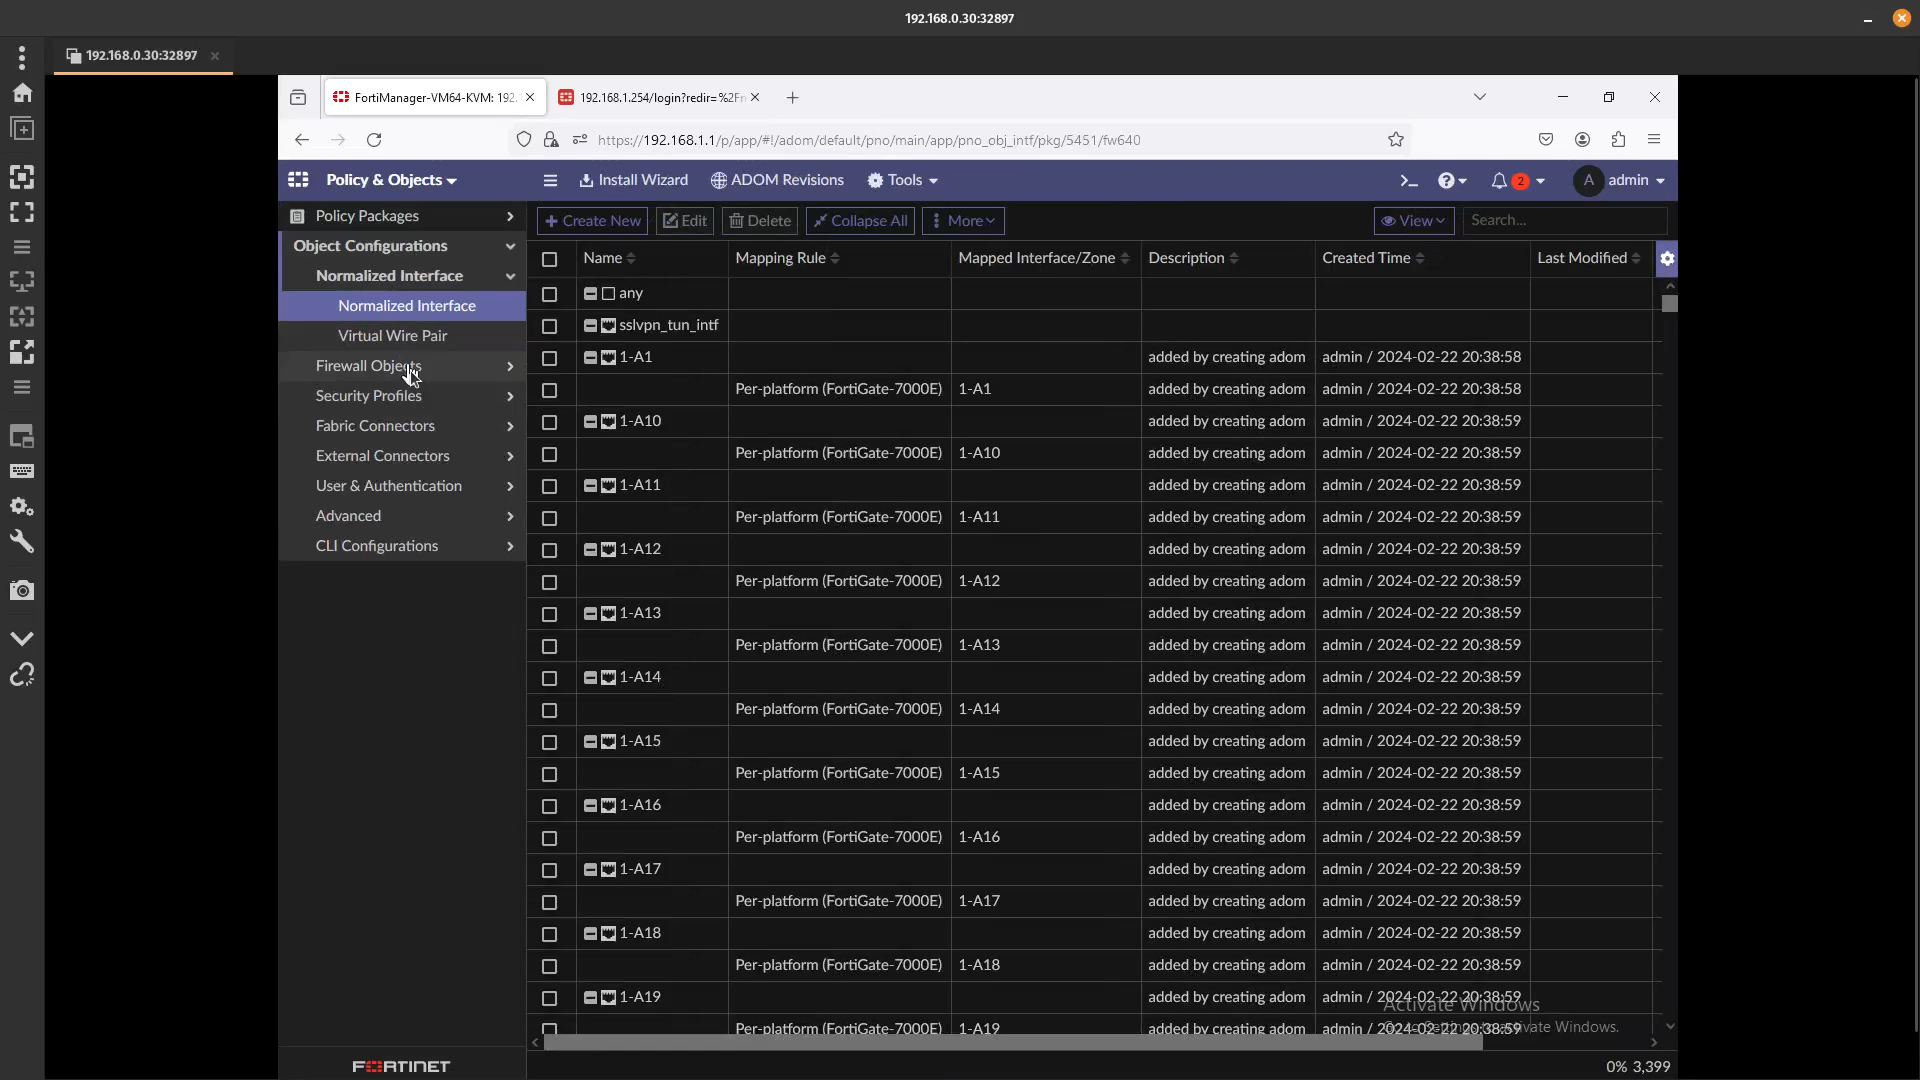 192.168.0.30:32897
192.168.0.30:32897
FortiManager-VM64-KVM: 192.
192.168.1.254/login?redir=%2Fn
https://192.168.1.1/p/app/#!/adom/default/pno/main/app/pno_obj_intf/pkg/5451/fw640
Policy & Objects
Install Wizard
ADOM Revisions
Tools
2
A
admin
Policy Packages
Object Configurations
Normalized Interface
Normalized Interface
Virtual Wire Pair
Firewall Objects
Security Profiles
Fabric Connectors
External Connectors
User & Authentication
Advanced
CLI Configurations
FORTINET
+ Create New
Edit
Delete
Collapse All
More
View
Search...
Name Mapping Rule Mapped Interface/Zone Description Created Time Last Modified
any
sslvpn_tun_intf
1-A1 added by creating adom admin / 2024-02-22 20:38:58
Per-platform (FortiGate-7000E) 1-A1 added by creating adom admin / 2024-02-22 20:38:58
1-A10 added by creating adom admin / 2024-02-22 20:38:59
Per-platform (FortiGate-7000E) 1-A10 added by creating adom admin / 2024-02-22 20:38:59
1-A11 added by creating adom admin / 2024-02-22 20:38:59
Per-platform (FortiGate-7000E) 1-A11 added by creating adom admin / 2024-02-22 20:38:59
1-A12 added by creating adom admin / 2024-02-22 20:38:59
Per-platform (FortiGate-7000E) 1-A12 added by creating adom admin / 2024-02-22 20:38:59
1-A13 added by creating adom admin / 2024-02-22 20:38:59
Per-platform (FortiGate-7000E) 1-A13 added by creating adom admin / 2024-02-22 20:38:59
1-A14 added by creating adom admin / 2024-02-22 20:38:59
Per-platform (FortiGate-7000E) 1-A14 added by creating adom admin / 2024-02-22 20:38:59
1-A15 added by creating adom admin / 2024-02-22 20:38:59
Per-platform (FortiGate-7000E) 1-A15 added by creating adom admin / 2024-02-22 20:38:59
1-A16 added by creating adom admin / 2024-02-22 20:38:59
Per-platform (FortiGate-7000E) 1-A16 added by creating adom admin / 2024-02-22 20:38:59
1-A17 added by creating adom admin / 2024-02-22 20:38:59
Per-platform (FortiGate-7000E) 1-A17 added by creating adom admin / 2024-02-22 20:38:59
1-A18 added by creating adom admin / 2024-02-22 20:38:59
Per-platform (FortiGate-7000E) 1-A18 added by creating adom admin / 2024-02-22 20:38:59
1-A19 added by creating adom admin / 2024-02-22 20:38:59
Activate Windows
Per-platform (FortiGate-7000E) 1-A19 added by creating adom admin / 2024-02-22 20:38:59
Windows.
0% 3,399